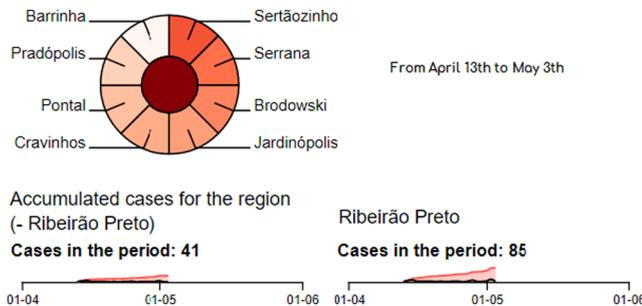 Barrinha
Sertãozinho
Pradópolis
Serrana
From April 13th to May 3th
Pontal
Brodowski
Cravinhos
Jardinópolis
Accumulated cases for the region
(- Ribeirão Preto)
Cases in the period: 41
Ribeirão Preto
Cases in the period: 85
01-04
01-05
01-06
01-04
01-05
01-06